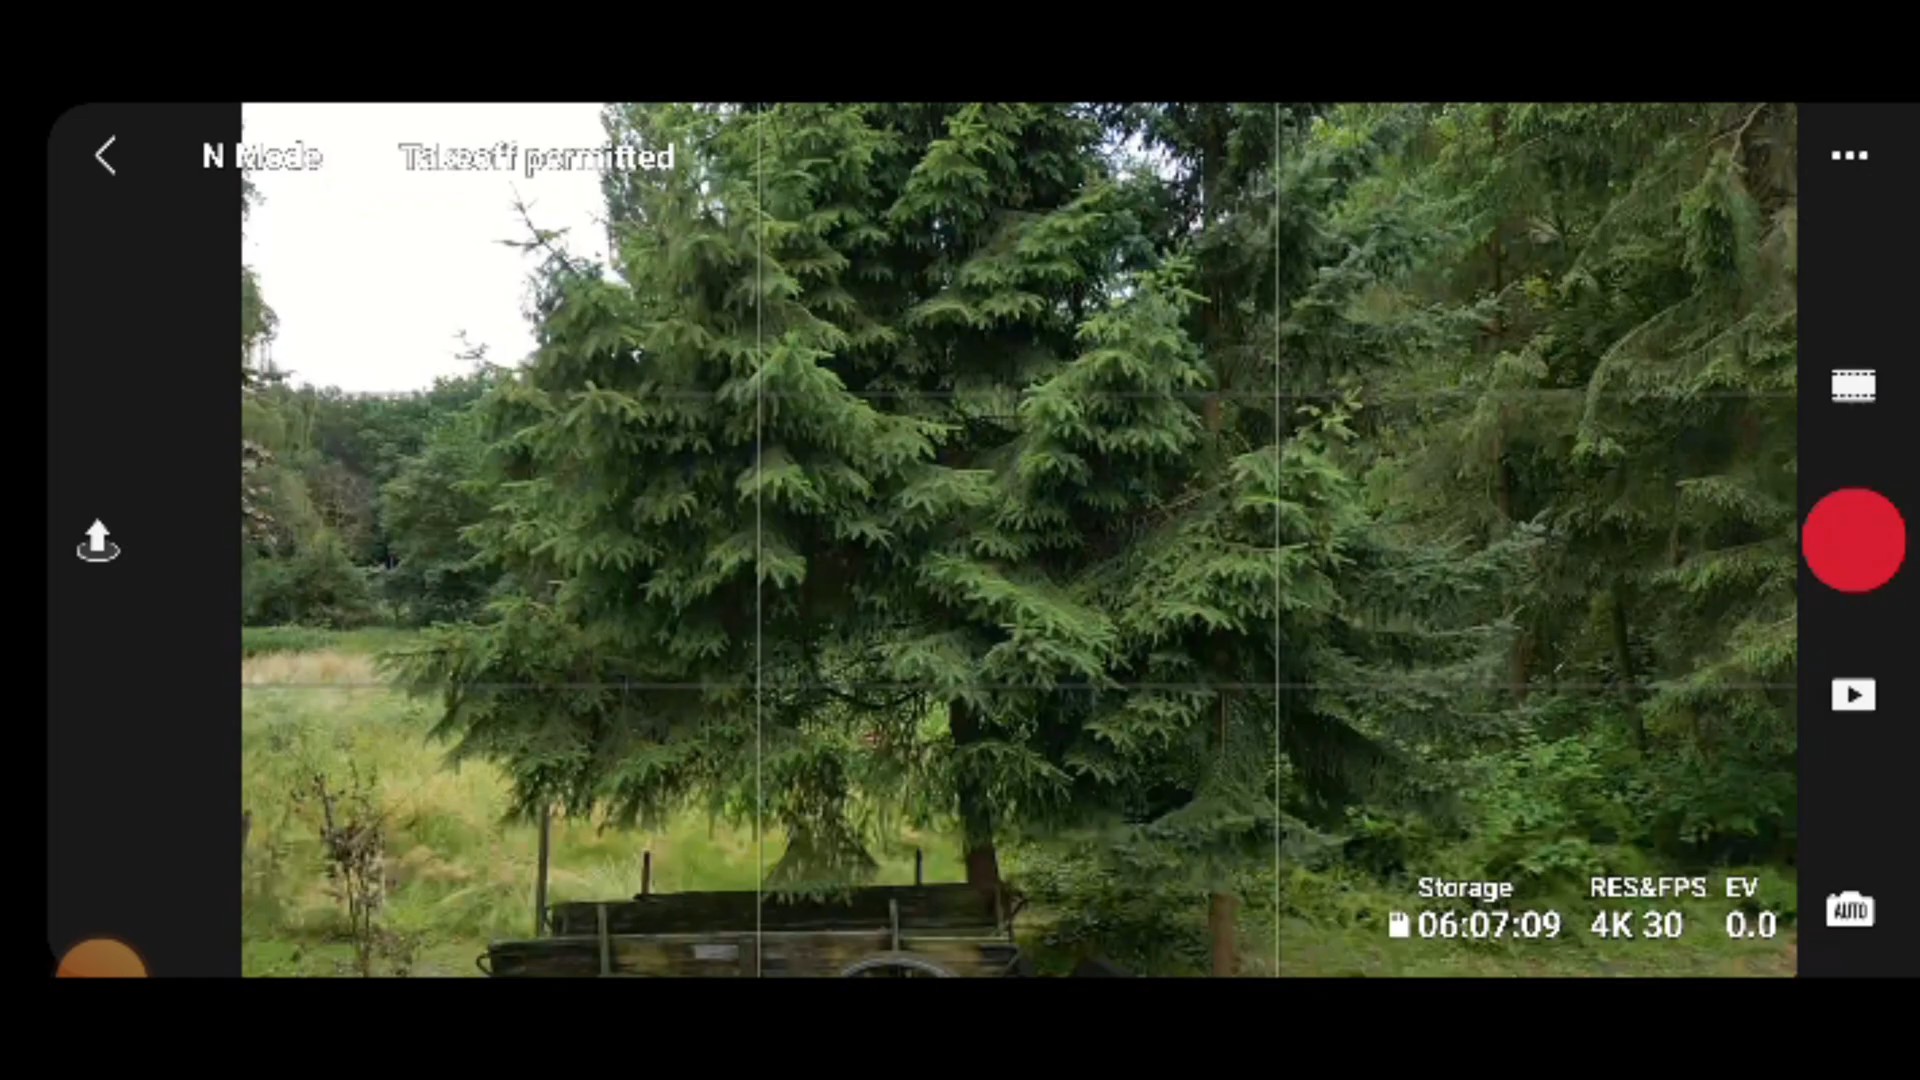 N Mode
Takeoff permitted
Storage
RES&FPS
EV
06:07:09
4K 30
0.0
AUTO